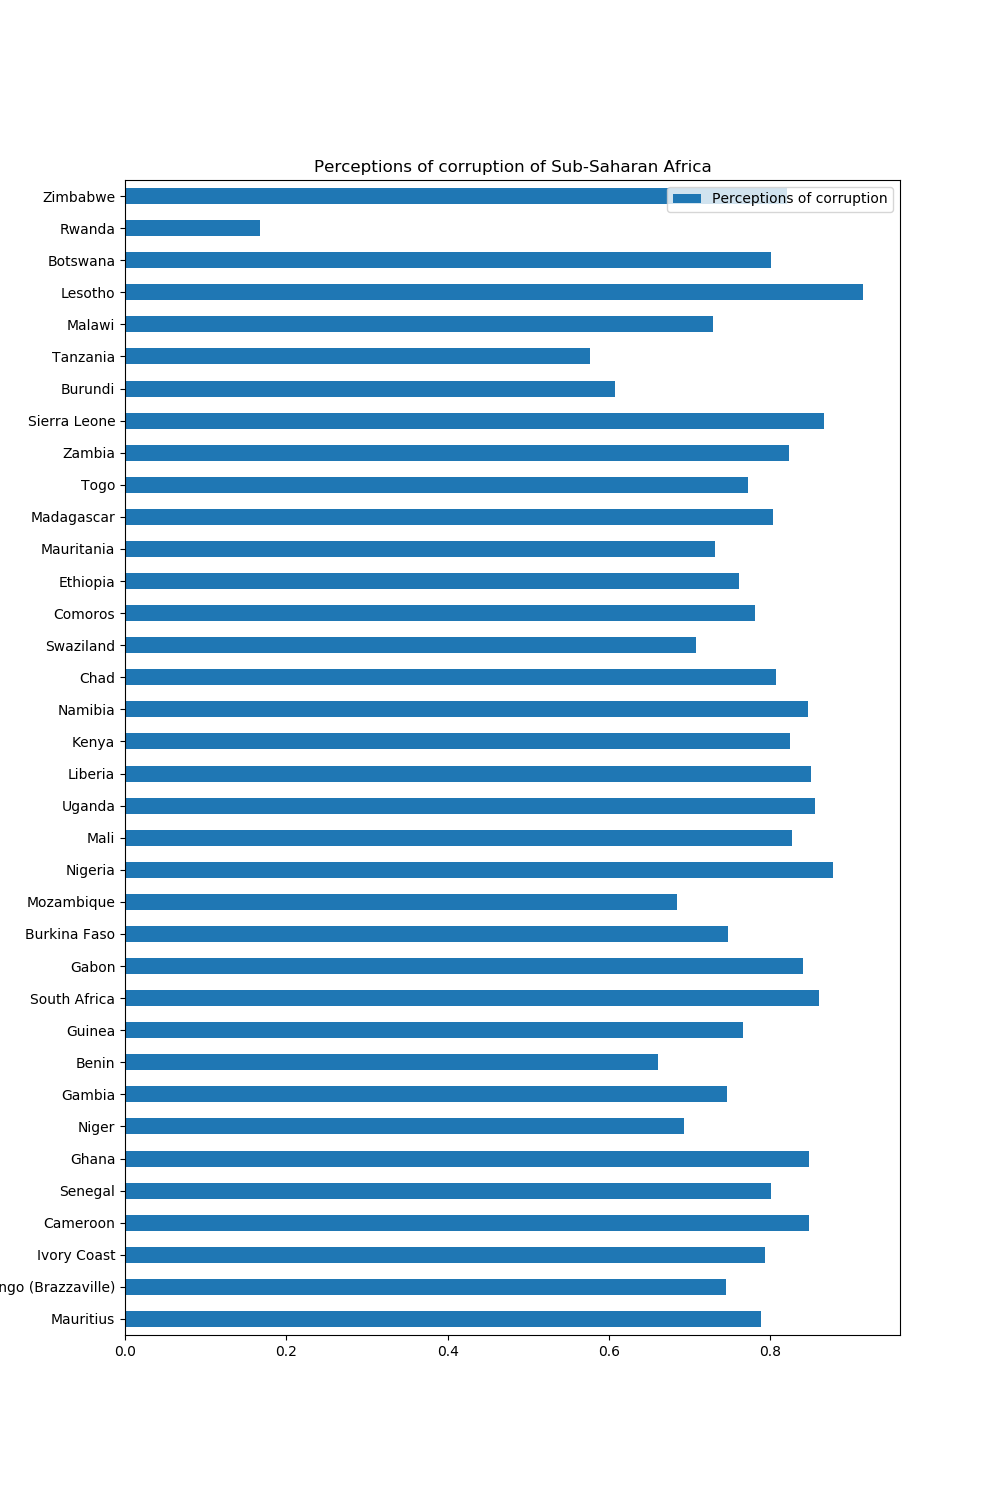 Perceptions of corruption of Sub-Saharan Africa
Perceptions of corruption
Zimbabwe
Rwanda
Botswana
Lesotho
Malawi
Tanzania
Burundi
Sierra Leone
Zambia
Togo
Madagascar
Mauritania
Ethiopia
Comoros
Swaziland
Chad
Namibia
Kenya
Liberia
Uganda
Mali
Nigeria
Mozambique
Burkina Faso
Gabon
South Africa
Guinea
Benin
Gambia
Niger
Ghana
Senegal
Cameroon
Ivory Coast
ngo (Brazzaville)
Mauritius
0.0 0.2 0.4 0.6 0.8